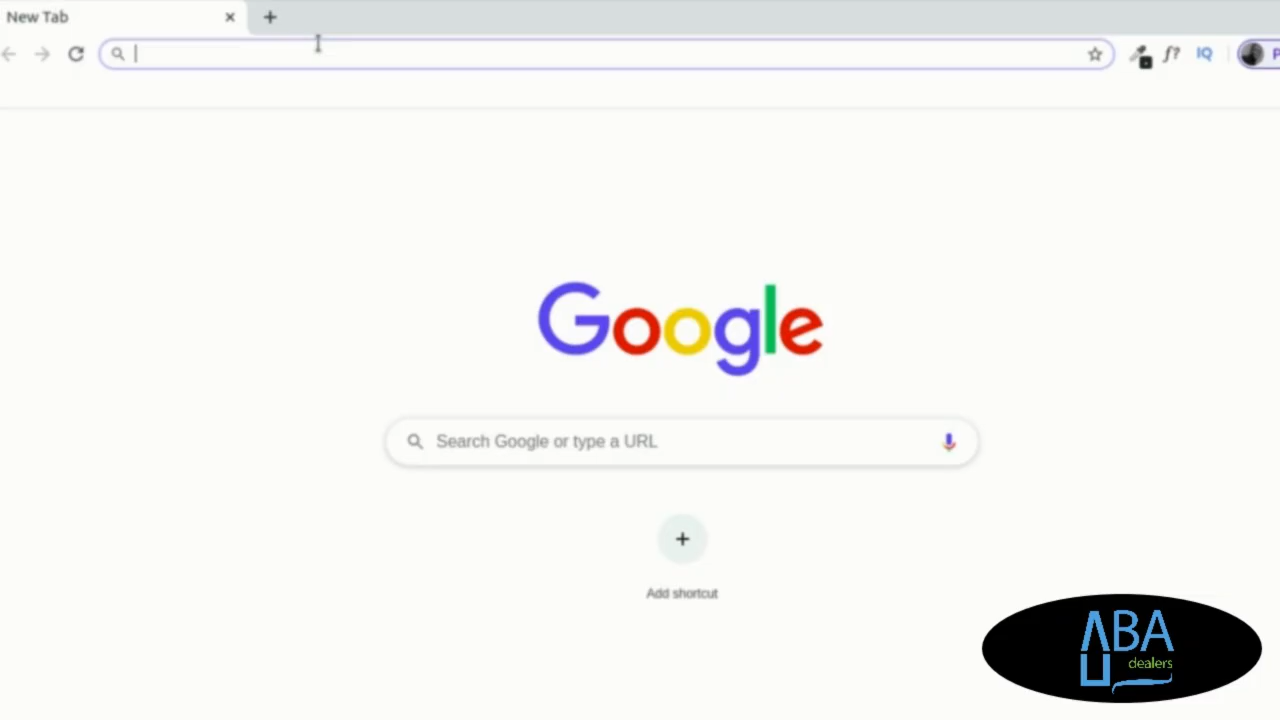 New Tab
f?
IQ
P
Google
Search Google or type a URL
Add shortcut
ABA
U
dealers